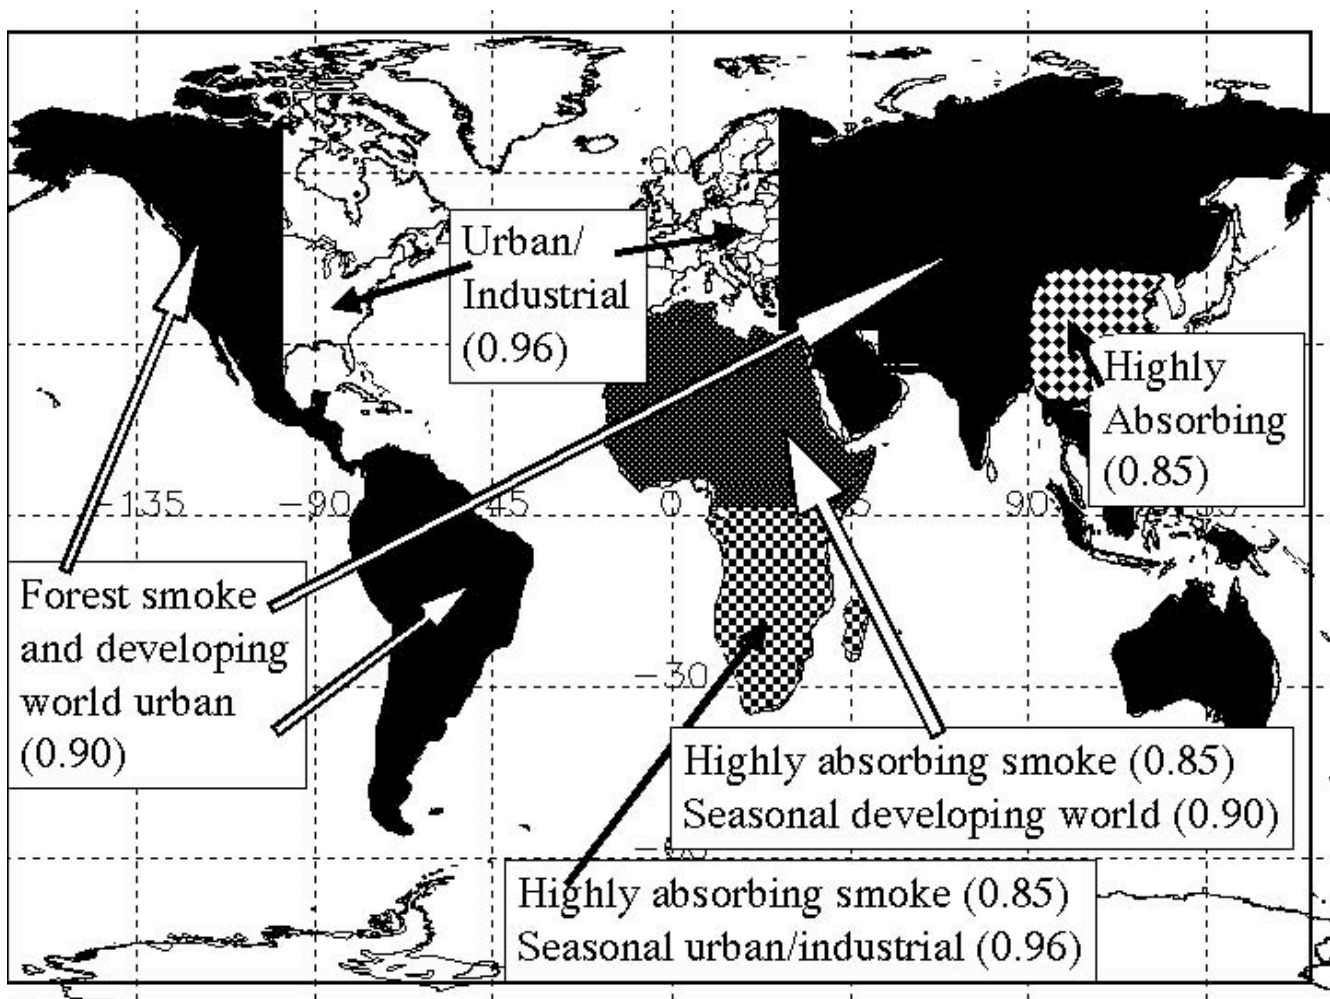 60
Urban/
Industrial
(0.96)
Highly
Absorbing
(0.85)
-135
-90
45
0
90
Forest smoke
and developing
world urban
(0.90)
-30
Highly absorbing smoke (0.85)
Seasonal developing world (0.90)
Highly absorbing smoke (0.85)
Seasonal urban/industrial (0.96)